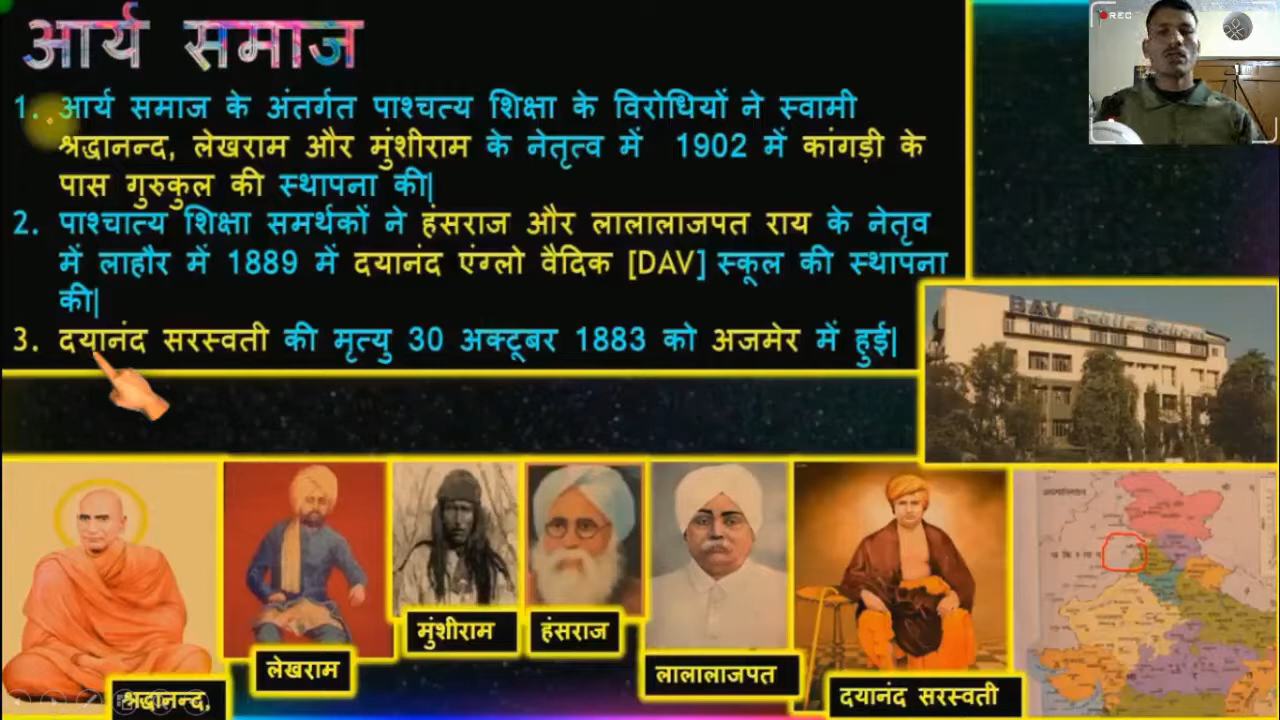 आर्य समाज
REC
1. आर्य समाज के अंतर्गत पाश्चत्य शिक्षा के विरोधियों ने स्वामी
श्रद्धानन्द, लेखराम और मुंशीराम के नेतृत्व में 1902 में कांगड़ी के
पास गुरुकुल की स्थापना की|
2. पाश्चात्य शिक्षा समर्थकों ने हंसराज और लालालाजपत राय के नेतृव
में लाहौर में 1889 में दयानंद एंग्लो वैदिक [DAV] स्कूल की स्थापना
की|
3. दयानंद सरस्वती की मृत्यु 30 अक्टूबर 1883 को अजमेर में हुई|
श्रद्धानन्द,
लेखराम
मुंशीराम
हंसराज
लालालाजपत
दयानंद सरस्वती